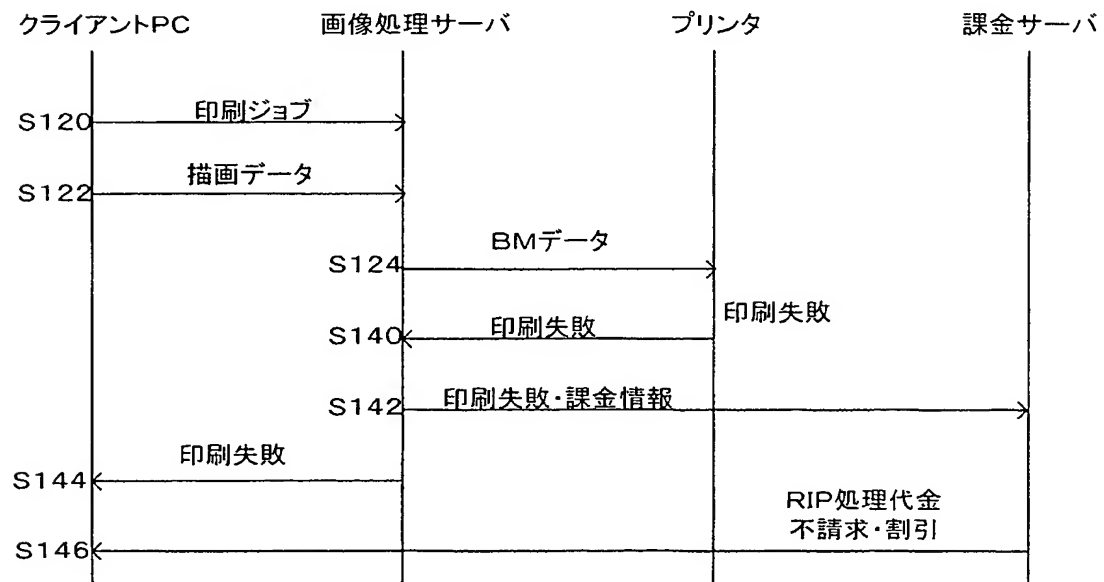 クライアントPC 画像処理サーバ プリンタ 課金サーバ
S120 印刷ジョブ
S122 描画データ
S124 BMデータ
印刷失敗
S140 印刷失敗
S142 印刷失敗・課金情報
S144 印刷失敗
RIP処理代金
不請求・割引
S146